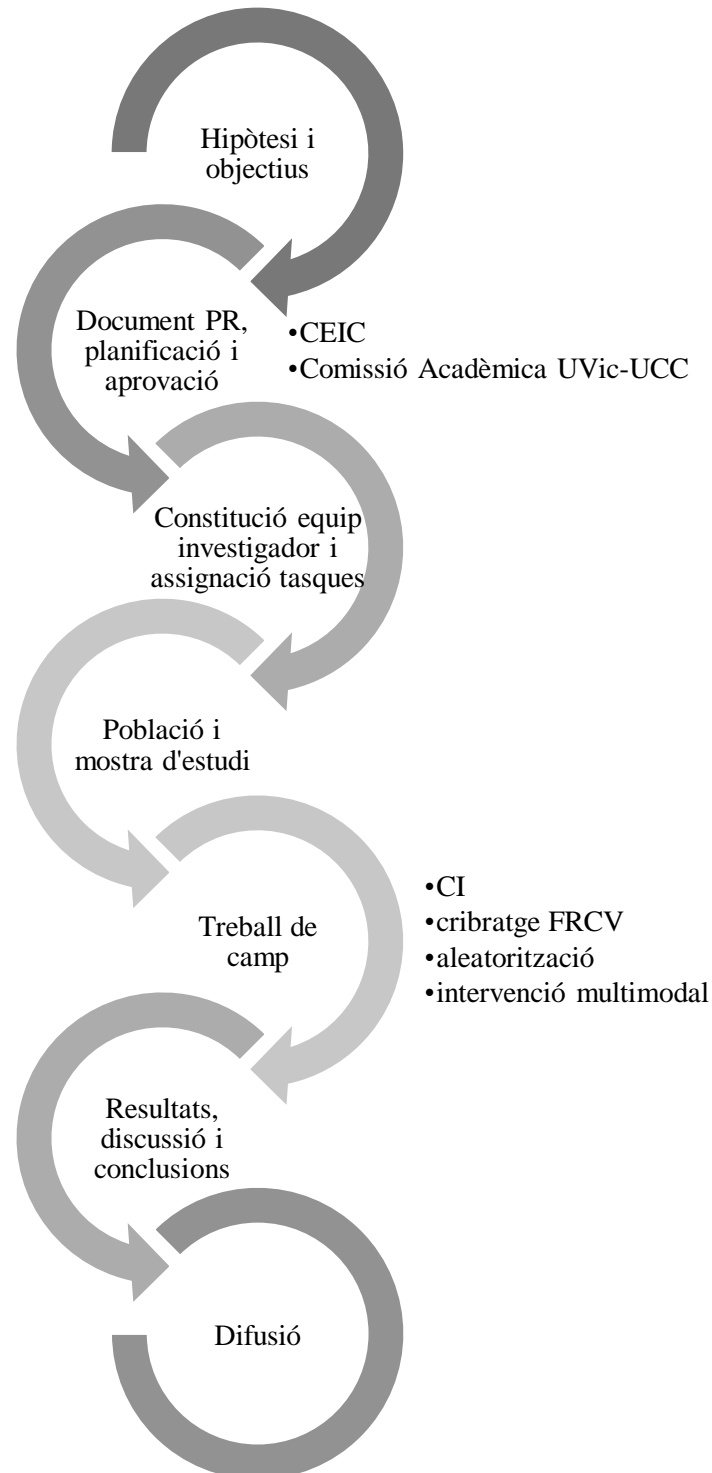 Hipòtesi i
objectius
Document PR,
planificació i
aprovació
•CEIC
•Comissió Acadèmica UVic-UCC
Constitució equip
investigador i
assignació tasques
Població i
mostra d'estudi
Treball de
camp
•CI
•cribratge FRCV
•aleatorització
•intervenció multimodal
Resultats,
discussió i
conclusions
Difusió